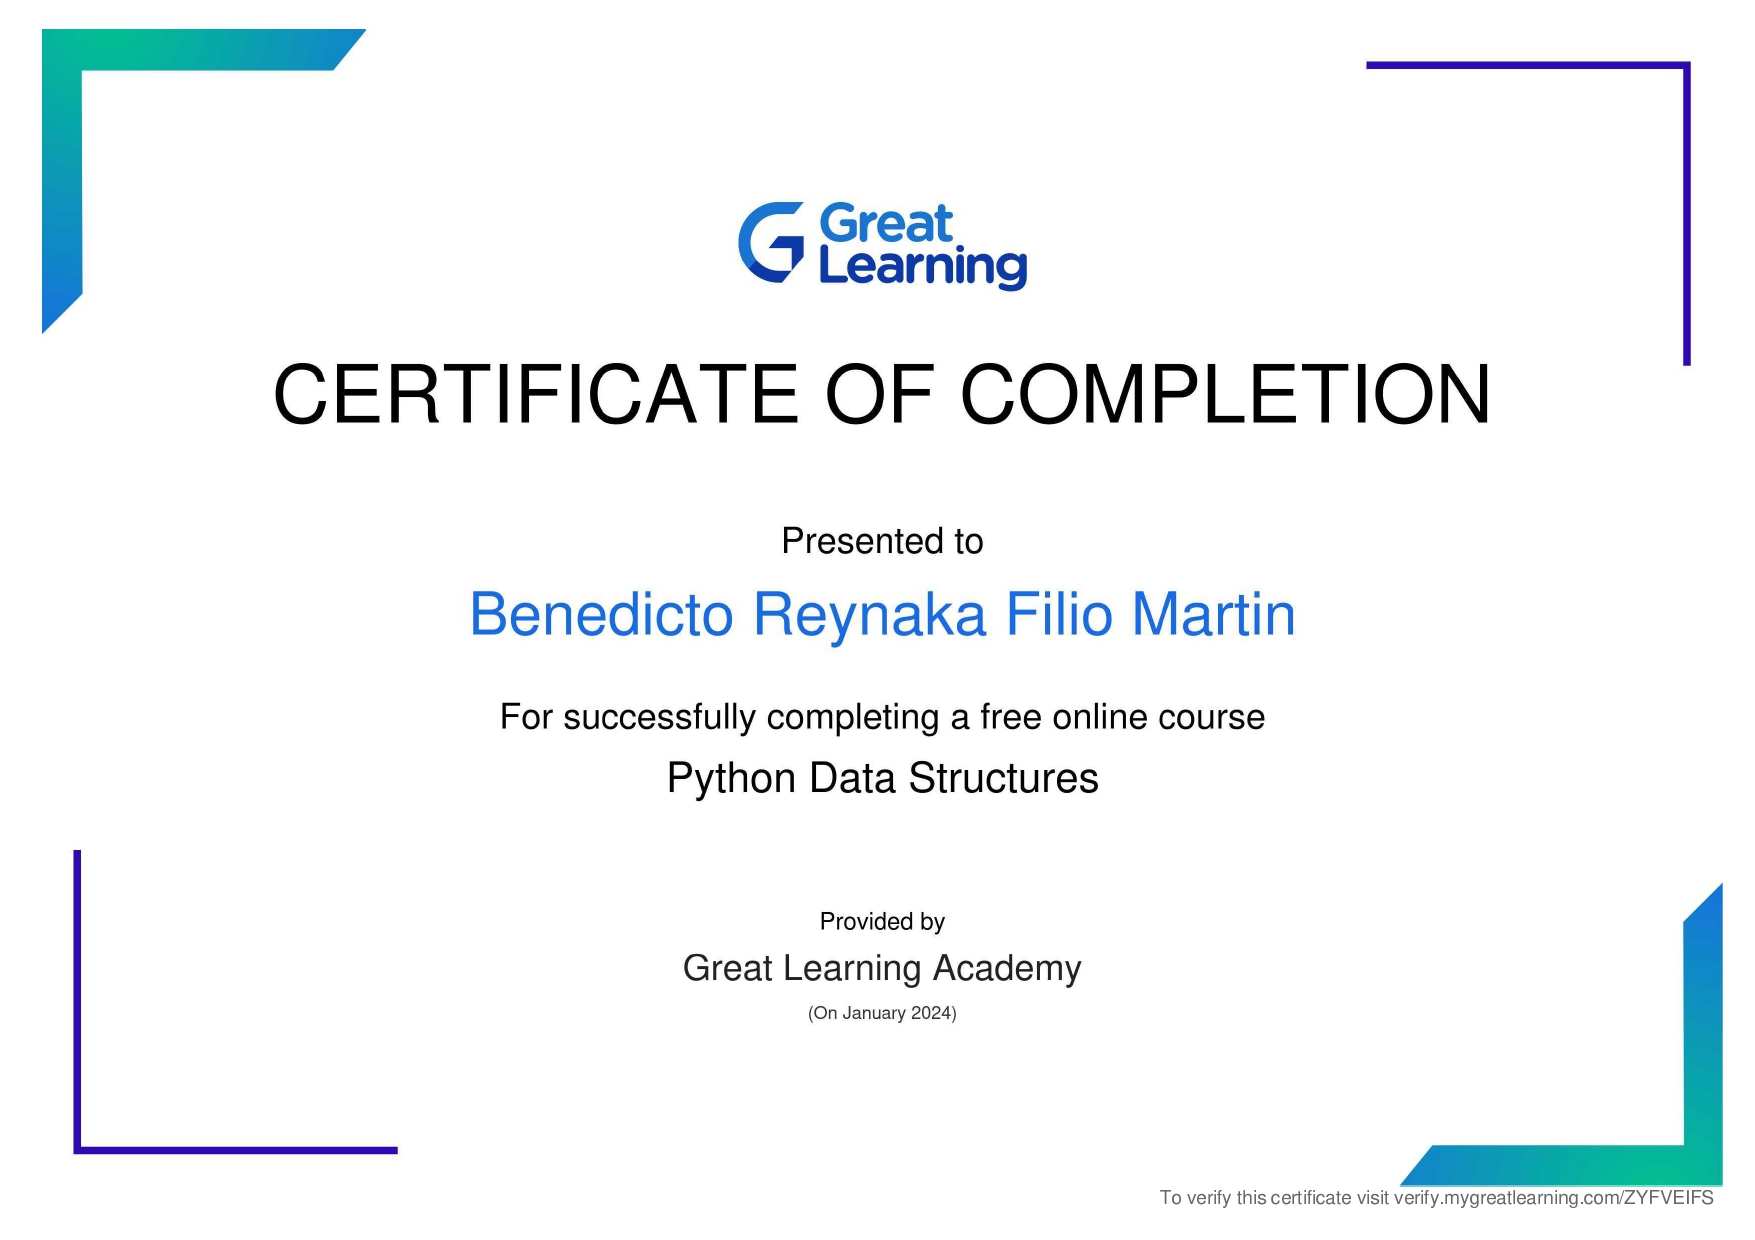 Great
Learning
CERTIFICATE OF COMPLETION
Presented to
Benedicto Reynaka Filio Martin
For successfully completing a free online course
Python Data Structures
Provided by
Great Learning Academy
(On January 2024)
To verify this certificate visit verify.mygreatlearning.com/ZYFVEIFS